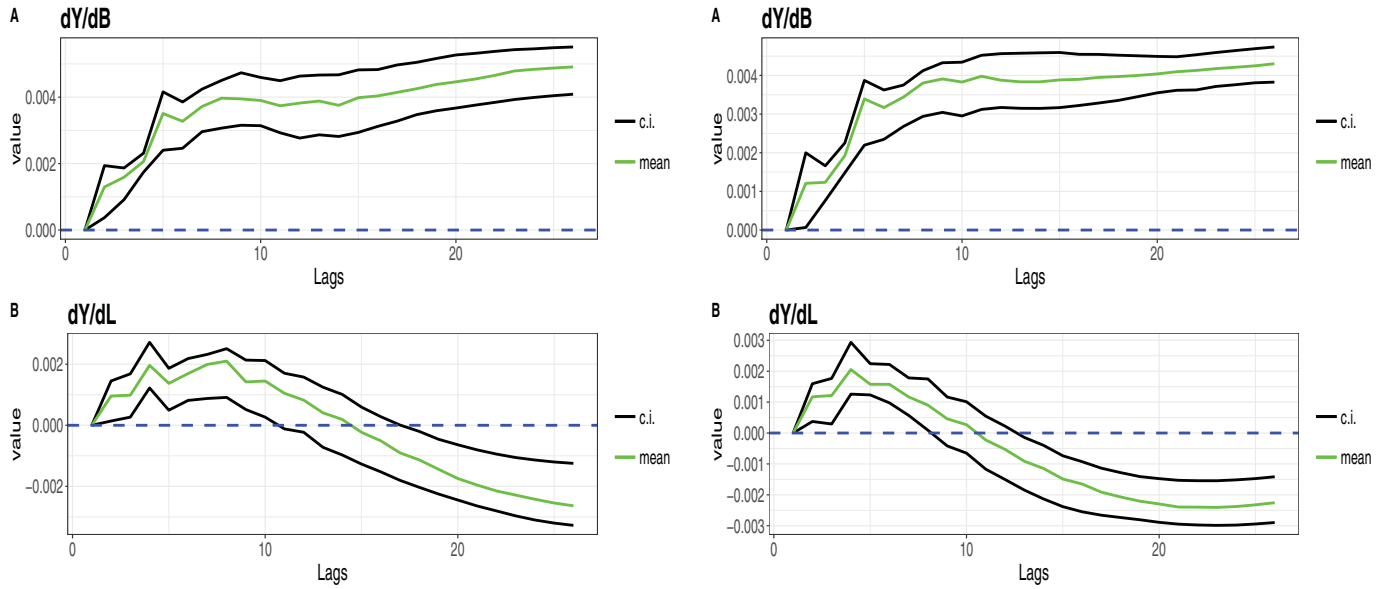 A dY/dB
value
0.004
0.002
0.000
0 10 20
Lags
c.i.
mean
B dY/dL
value
0.002
0.000
−0.002
0 10 20
Lags
c.i.
mean
A dY/dB
value
0.004
0.003
0.002
0.001
0.000
0 10 20
Lags
c.i.
mean
B dY/dL
value
0.003
0.002
0.001
0.000
−0.001
−0.002
−0.003
0 10 20
Lags
c.i.
mean